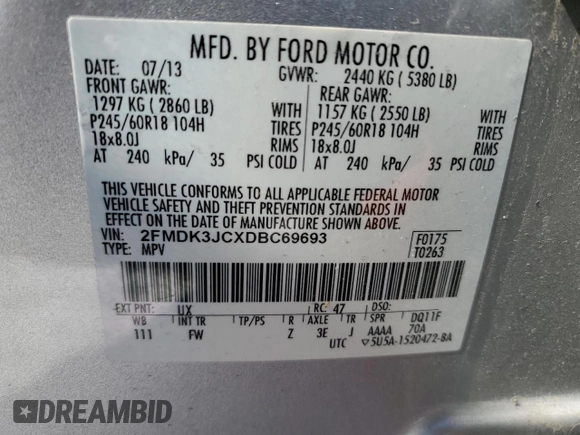 MFD. BY FORD MOTOR CO.
DATE: 07/13 GVWR: 2440 KG ( 5380 LB)
FRONT GAWR: REAR GAWR:
1297 KG ( 2860 LB) WITH 1157 KG ( 2550 LB) WITH
P245/60R18 104H TIRES P245/60R18 104H TIRES
18x8.0J RIMS 18x8.0J RIMS
AT 240 kPa/ 35 PSI COLD AT 240 kPa/ 35 PSI COLD
THIS VEHICLE CONFORMS TO ALL APPLICABLE FEDERAL MOTOR
VEHICLE SAFETY AND THEFT PREVENTION STANDARDS IN
EFFECT ON THE DATE OF MANUFACTURE SHOWN ABOVE.
VIN: 2FMDK3JCXDBC69693 F0175
TYPE: MPV T0263
EXT PNT: UX RC: 47 DSO:
WB INT TR TP/PS R AXLE TR SPR DQ11F
111 FW Z 3E J AAAA 70A
UTC ▽5U5A-1520472-BA
DREAMBID